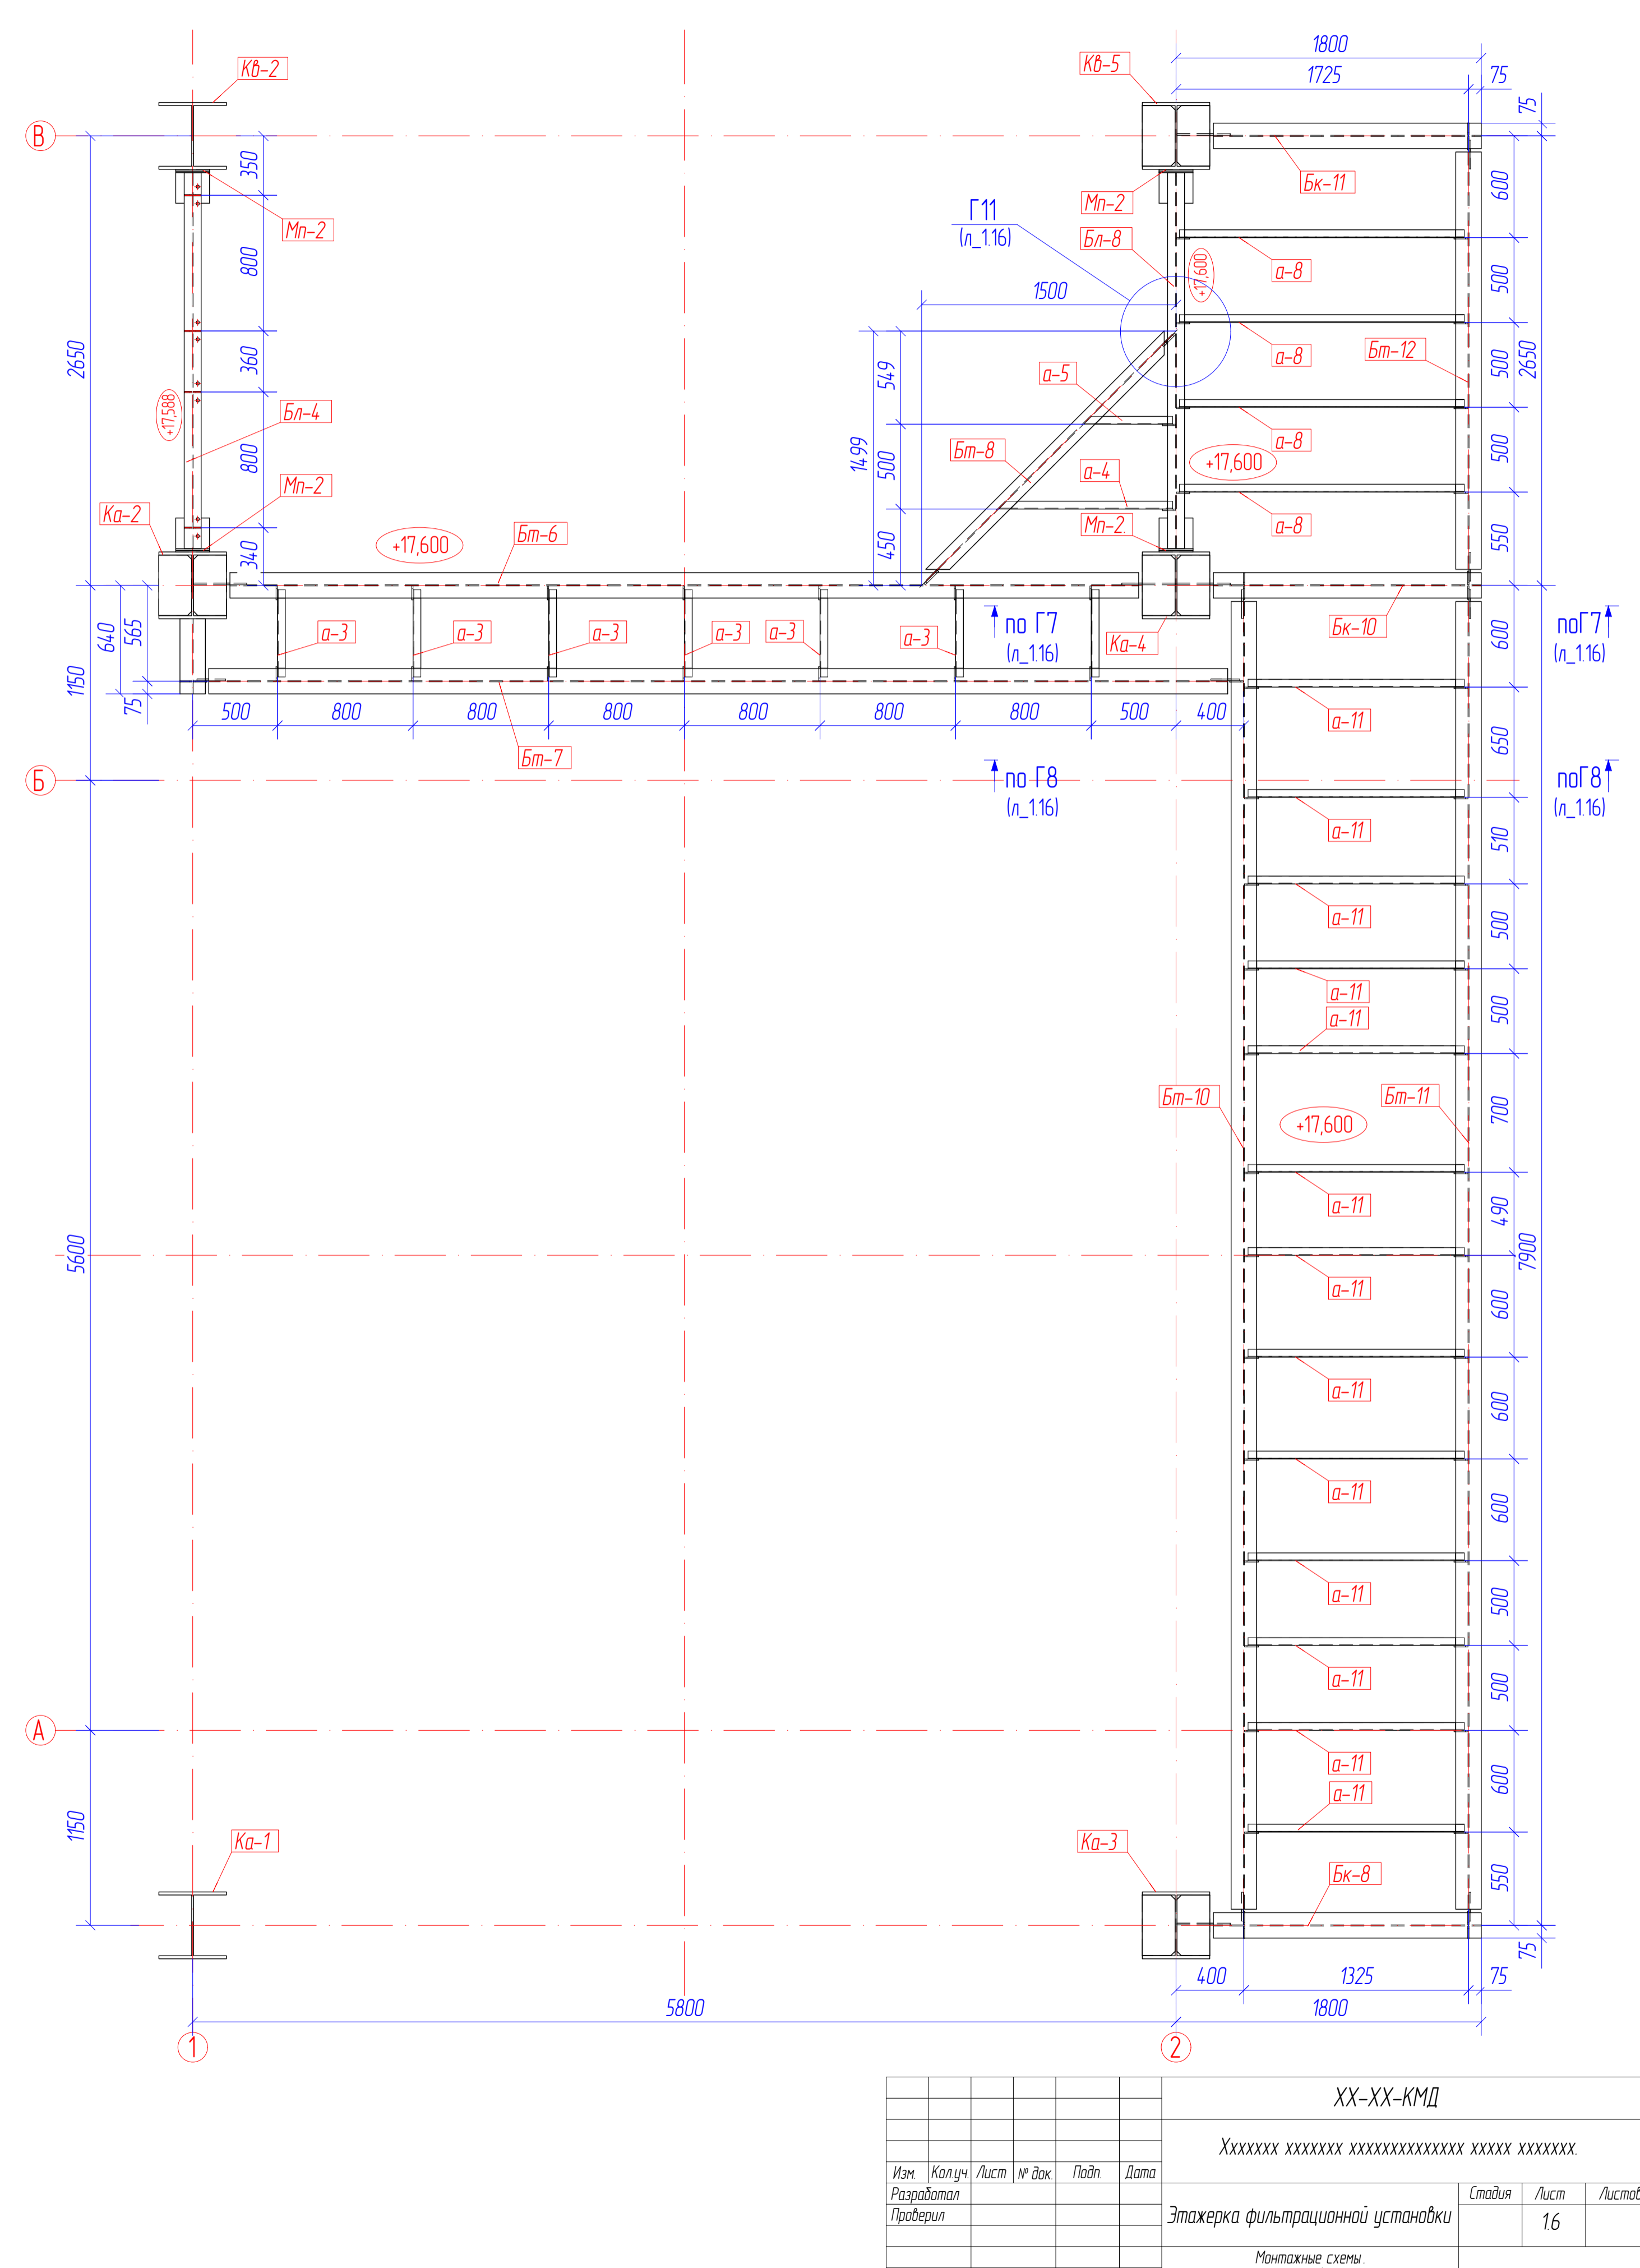 1800
Кв-2
Кв-5
1725
75
75
В
350
600
Бк-11
Мп-2
Г11
(л_1.16)
Мп-2
Бл-8
+17,600
а-8
500
800
1500
2650
360
549
а-5
а-8
Бт-12
500
2650
+17,588
Бл-4
1499
а-8
500
800
Бт-8
500
а-4
+17,600
Мп-2
Ка-2
Мп-2.
а-8
340
+17,600
Бт-6
450
550
640
565
а-3
а-3
а-3
а-3
а-3
а-3
по Г7
(л_1.16)
Ка-4
Бк-10
600
поГ7
(л_1.16)
1150
75
500
800
800
800
800
800
800
500
400
а-11
650
Бт-7
Б
по Г8
(л_1.16)
поГ8
(л_1.16)
а-11
510
а-11
500
а-11
500
а-11
Бт-10
Бт-11
700
+17,600
а-11
490
5600
7900
а-11
600
а-11
600
а-11
600
а-11
500
а-11
500
А
а-11
а-11
600
1150
Ка-1
Ка-3
Бк-8
550
75
400
1325
75
5800
1800
1
2
ХХ-ХХ-КМД
Ххххххх ххххххх хххххххххххххх ххххх ххххххх.
Изм.
Кол.уч.
Лист
№ док.
Подп.
Дата
Разработал
Проверил
Этажерка фильтрационной установки
Стадия
Лист
Листов
1.6
Монтажные схемы.